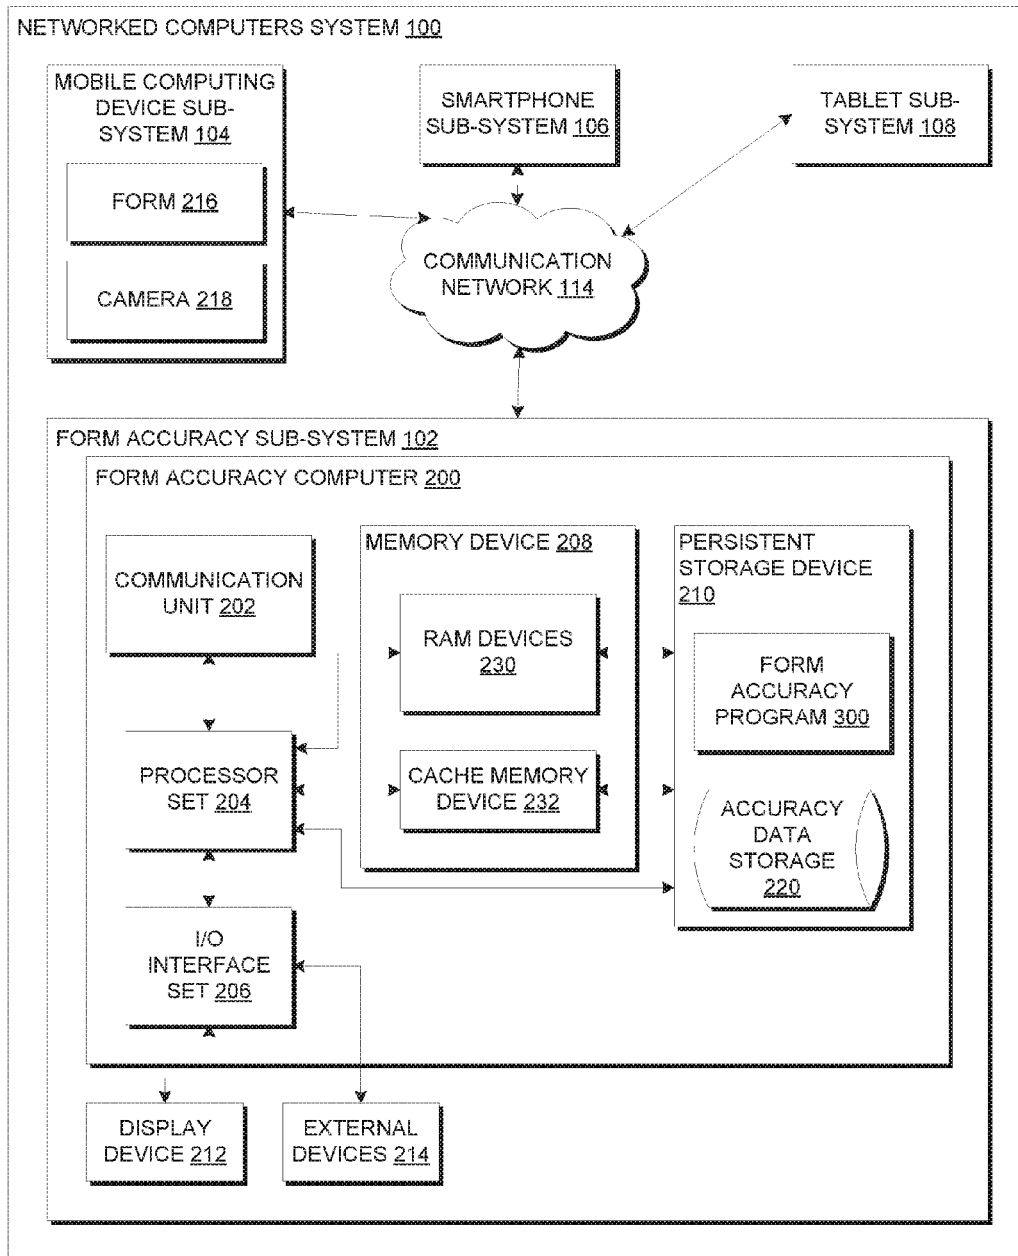 NETWORKED COMPUTERS SYSTEM 100
MOBILE COMPUTING
DEVICE SUB-
SYSTEM 104
FORM 216
CAMERA 218
SMARTPHONE
SUB-SYSTEM 106
TABLET SUB-
SYSTEM 108
COMMUNICATION
NETWORK 114
FORM ACCURACY SUB-SYSTEM 102
FORM ACCURACY COMPUTER 200
COMMUNICATION
UNIT 202
PROCESSOR
SET 204
I/O
INTERFACE
SET 206
MEMORY DEVICE 208
RAM DEVICES
230
CACHE MEMORY
DEVICE 232
PERSISTENT
STORAGE DEVICE
210
FORM
ACCURACY
PROGRAM 300
ACCURACY
DATA
STORAGE
220
DISPLAY
DEVICE 212
EXTERNAL
DEVICES 214